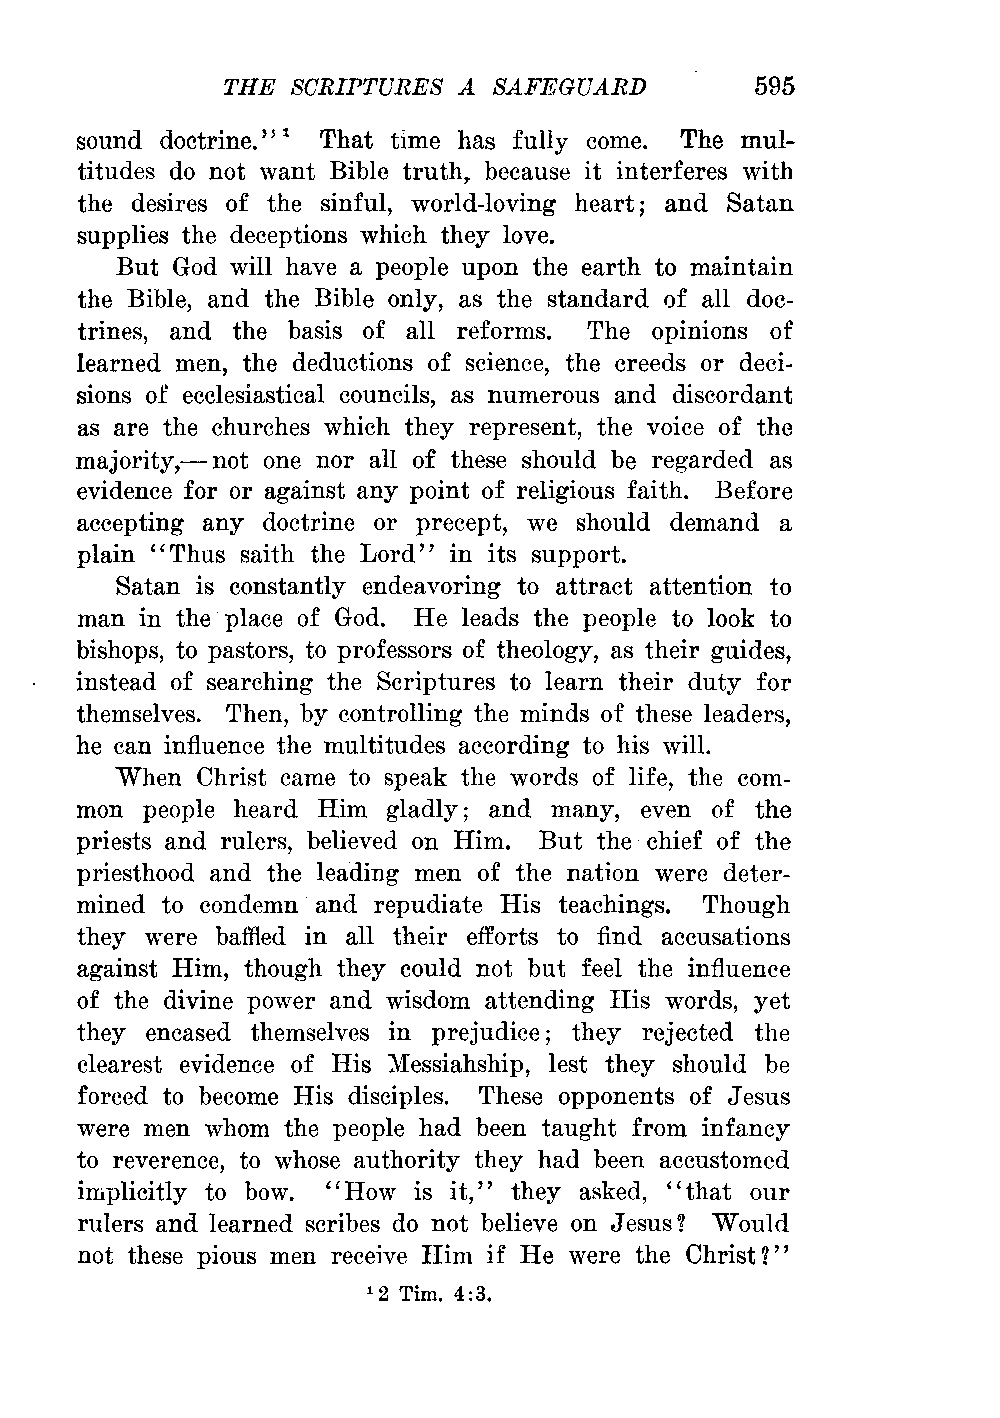 THE SCRIPTURES A SAFEGUARD 595
sound doctrine."¹ That time has fully come. The mul-
titudes do not want Bible truth, because it interferes with
the desires of the sinful, world-loving heart; and Satan
supplies the deceptions which they love.
But God will have a people upon the earth to maintain
the Bible, and the Bible only, as the standard of all doc-
trines, and the basis of all reforms. The opinions of
learned men, the deductions of science, the creeds or deci-
sions of ecclesiastical councils, as numerous and discordant
as are the churches which they represent, the voice of the
majority,—not one nor all of these should be regarded as
evidence for or against any point of religious faith. Before
accepting any doctrine or precept, we should demand a
plain "Thus saith the Lord" in its support.
Satan is constantly endeavoring to attract attention to
man in the place of God. He leads the people to look to
bishops, to pastors, to professors of theology, as their guides,
instead of searching the Scriptures to learn their duty for
themselves. Then, by controlling the minds of these leaders,
he can influence the multitudes according to his will.
When Christ came to speak the words of life, the com-
mon people heard Him gladly; and many, even of the
priests and rulers, believed on Him. But the chief of the
priesthood and the leading men of the nation were deter-
mined to condemn and repudiate His teachings. Though
they were baffled in all their efforts to find accusations
against Him, though they could not but feel the influence
of the divine power and wisdom attending His words, yet
they encased themselves in prejudice; they rejected the
clearest evidence of His Messiahship, lest they should be
forced to become His disciples. These opponents of Jesus
were men whom the people had been taught from infancy
to reverence, to whose authority they had been accustomed
implicitly to bow. "How is it," they asked, "that our
rulers and learned scribes do not believe on Jesus? Would
not these pious men receive Him if He were the Christ?"
¹ 2 Tim. 4:3.